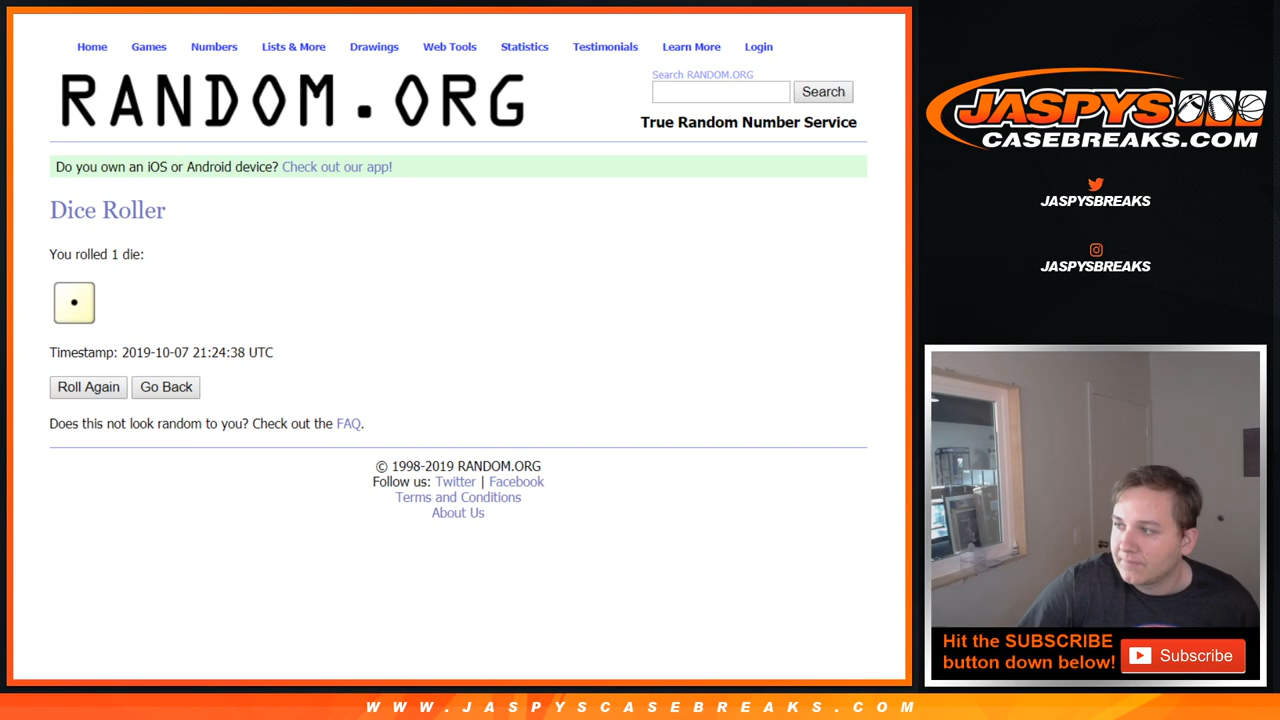 Home Games Numbers Lists & More Drawings Web Tools Statistics Testimonials Learn More Login
RANDOM.ORG
Search RANDOM.ORG
Search
True Random Number Service
Do you own an iOS or Android device? Check out our app!
Dice Roller
You rolled 1 die:
Timestamp: 2019-10-07 21:24:38 UTC
Roll Again Go Back
Does this not look random to you? Check out the FAQ.
© 1998-2019 RANDOM.ORG
Follow us: Twitter | Facebook
Terms and Conditions
About Us
JASPYS
CASEBREAKS.COM
JASPYSBREAKS
JASPYSBREAKS
Hit the SUBSCRIBE
button down below!
Subscribe
WWW.JASPYSCASEBREAKS.COM